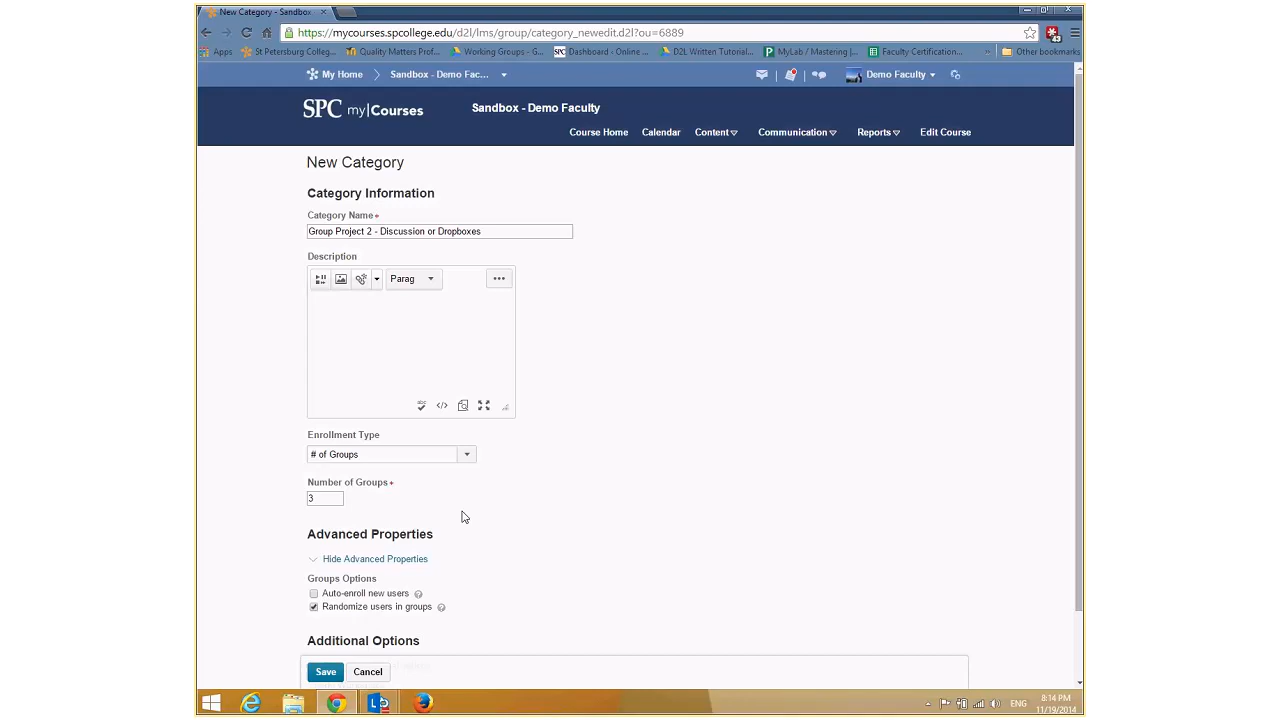 New Category - Sandbox
https://mycourses.spcollege.edu/d2l/lms/group/category_newedit.d2l?ou=6889
Apps St Petersburg Colleg... Quality Matters Prof... Working Groups - G... SPC Dashboard - Online ... D2L Written Tutorial... MyLab / Mastering | ... Faculty Certification... » Other bookmarks
43
My Home Sandbox - Demo Fac... Demo Faculty
SPC my|Courses Sandbox - Demo Faculty
Course Home Calendar Content Communication Reports Edit Course
New Category
Category Information
Category Name*
Group Project 2 - Discussion or Dropboxes
Description
Parag
Enrollment Type
# of Groups
Number of Groups*
3
Advanced Properties
Hide Advanced Properties
Groups Options
Auto-enroll new users
Randomize users in groups
Additional Options
Save Cancel
ENG 8:14 PM
11/19/2014